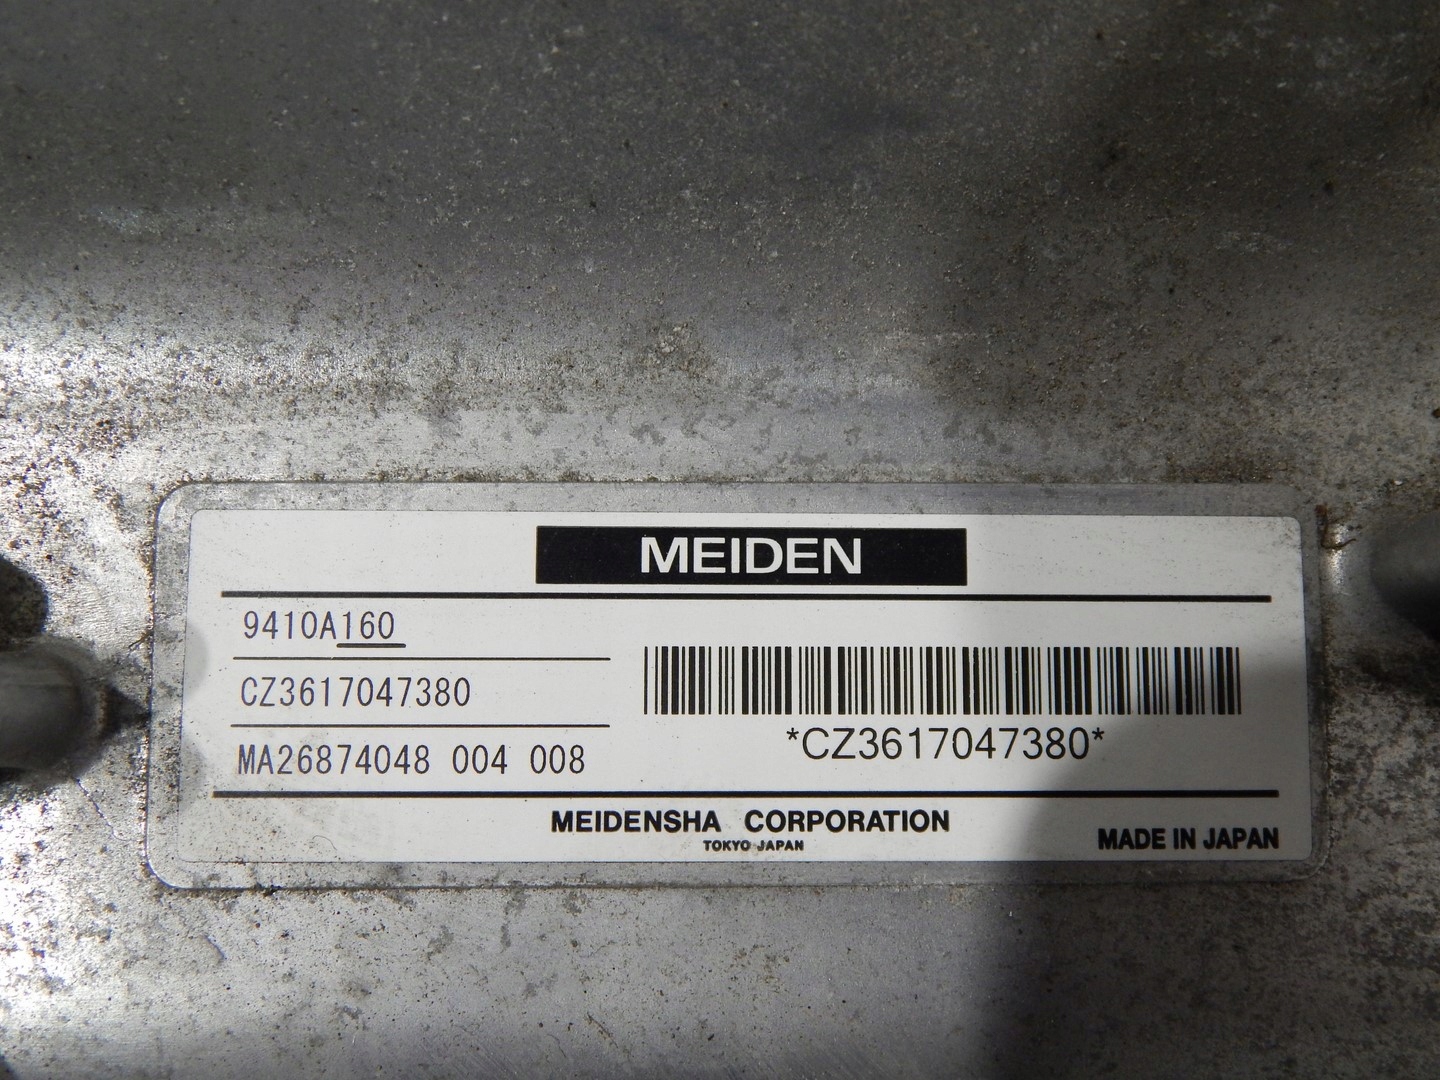 MEIDEN
9410A160
CZ3617047380
MA26874048 004 008
*CZ3617047380*
MEIDENSHA CORPORATION
TOKYO JAPAN
MADE IN JAPAN